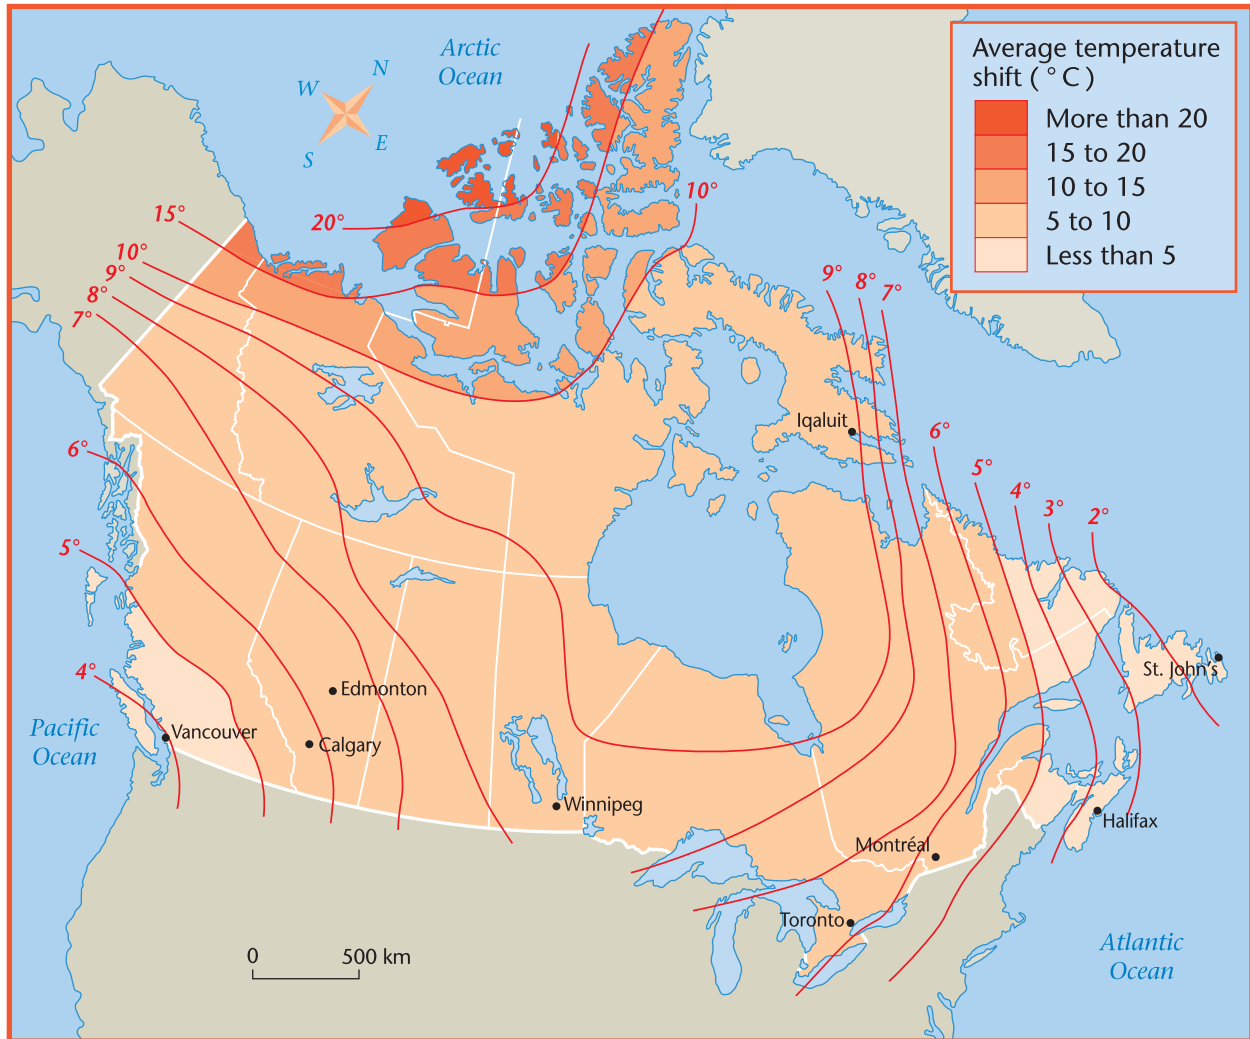 Arctic
Ocean
N
W
E
S
Average temperature
shift (°C)
More than 20
15 to 20
10 to 15
5 to 10
Less than 5
15°
20°
10°
10°
9°
8°
7°
9°
8°
7°
Iqaluit
6°
6°
5°
4°
3°
2°
5°
4°
St. John's
Edmonton
Pacific
Ocean
Vancouver
Calgary
Winnipeg
Halifax
Montréal
Toronto
Atlantic
Ocean
0 500 km